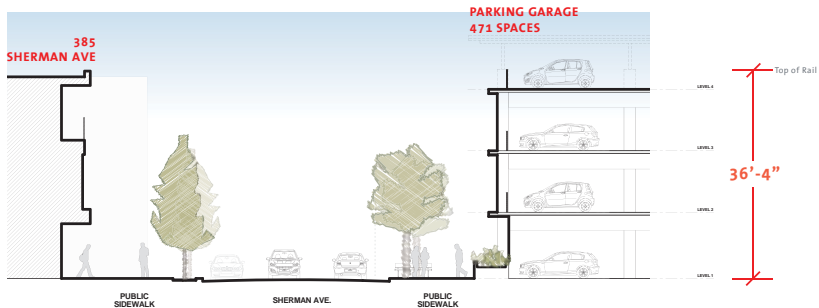 PARKING GARAGE
471 SPACES
385
SHERMAN AVE
Top of Rail
LEVEL 4
LEVEL 3
36'-4"
LEVEL 2
LEVEL 1
PUBLIC
SIDEWALK
SHERMAN AVE.
PUBLIC
SIDEWALK